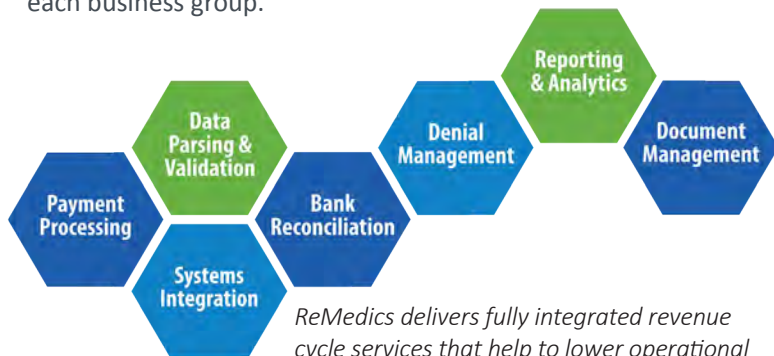 each business group.
Reporting
& Analytics
Data
Parsing &
Validation
Denial
Management
Document
Management
Payment
Processing
Bank
Reconciliation
Systems
Integration
ReMedics delivers fully integrated revenue
cycle services that help to lower operational